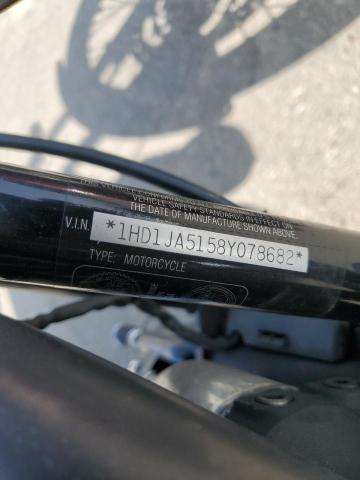 VEHICLE SAFETY STANDARDS IN EFFECT ON
THE DATE OF MANUFACTURE SHOWN ABOVE
V.I.N. *1HD1JA5158Y078682*
TYPE: MOTORCYCLE